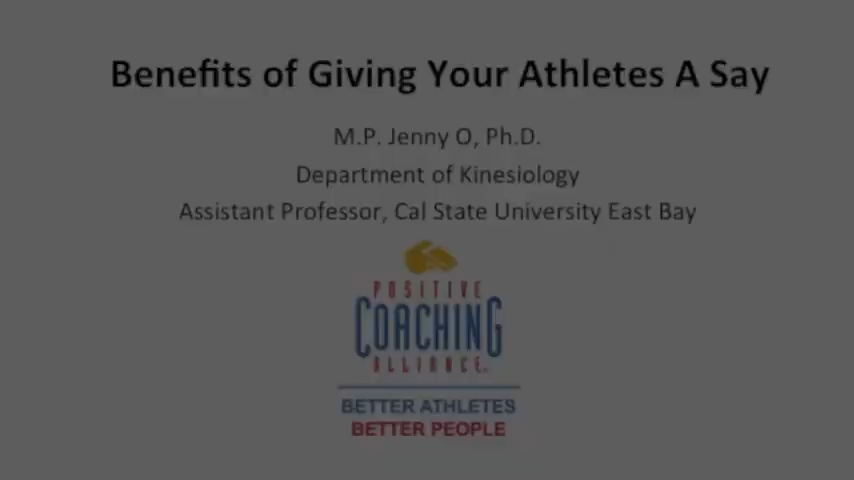 Benefits of Giving Your Athletes A Say
M.P. Jenny O, Ph.D.
Department of Kinesiology
Assistant Professor, Cal State University East Bay
POSITIVE
COACHING
ALLIANCE
BETTER ATHLETES
BETTER PEOPLE